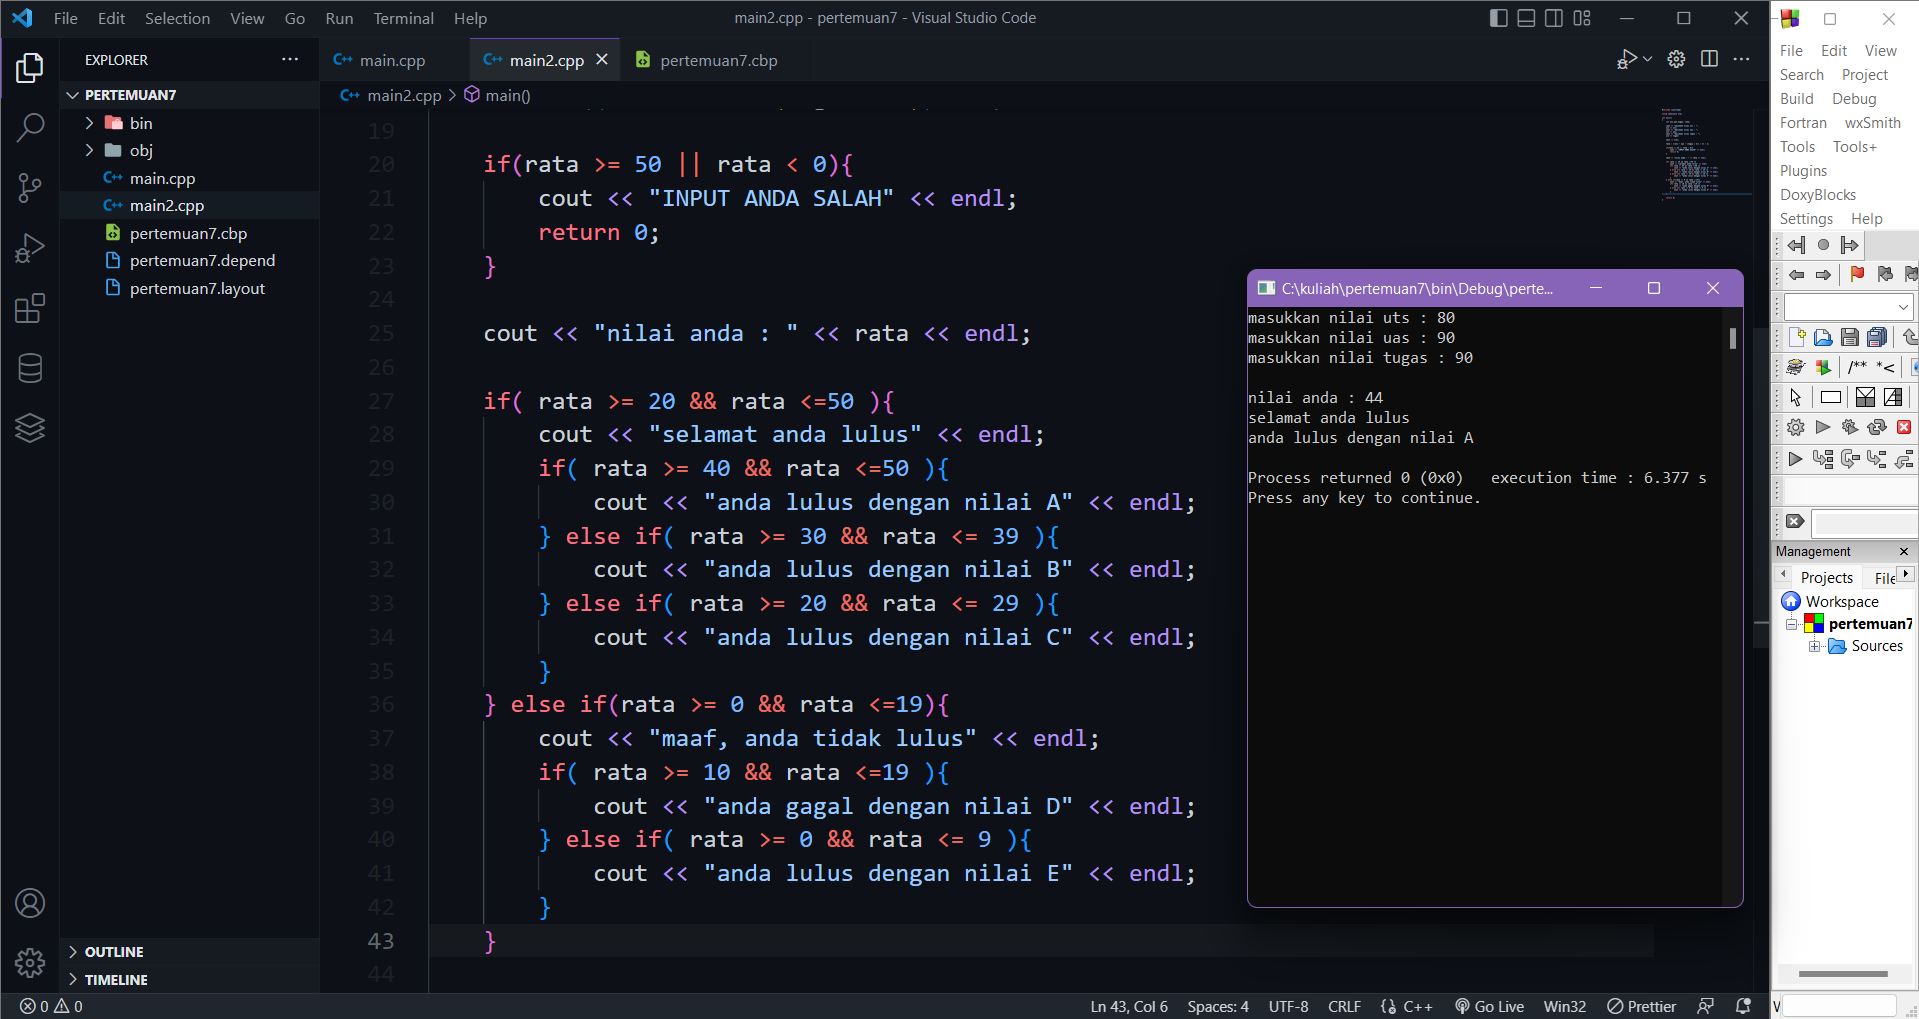 File Edit Selection View Go Run Terminal Help
main2.cpp - pertemuan7 - Visual Studio Code
EXPLORER
PERTEMUAN7
bin
obj
main.cpp
main2.cpp
pertemuan7.cbp
pertemuan7.depend
pertemuan7.layout
OUTLINE
TIMELINE
main.cpp
main2.cpp
pertemuan7.cbp
main2.cpp > main()
19
20 if(rata >= 50 || rata < 0){
21 cout << "INPUT ANDA SALAH" << endl;
22 return 0;
23 }
24
25 cout << "nilai anda : " << rata << endl;
26
27 if( rata >= 20 && rata <=50 ){
28 cout << "selamat anda lulus" << endl;
29 if( rata >= 40 && rata <=50 ){
30 cout << "anda lulus dengan nilai A" << endl;
31 } else if( rata >= 30 && rata <= 39 ){
32 cout << "anda lulus dengan nilai B" << endl;
33 } else if( rata >= 20 && rata <= 29 ){
34 cout << "anda lulus dengan nilai C" << endl;
35 }
36 } else if(rata >= 0 && rata <=19){
37 cout << "maaf, anda tidak lulus" << endl;
38 if( rata >= 10 && rata <=19 ){
39 cout << "anda gagal dengan nilai D" << endl;
40 } else if( rata >= 0 && rata <= 9 ){
41 cout << "anda lulus dengan nilai E" << endl;
42 }
43 }
44
C:\kuliah\pertemuan7\bin\Debug\perte...
masukkan nilai uts : 80
masukkan nilai uas : 90
masukkan nilai tugas : 90
nilai anda : 44
selamat anda lulus
anda lulus dengan nilai A
Process returned 0 (0x0) execution time : 6.377 s
Press any key to continue.
0 0
Ln 43, Col 6 Spaces: 4 UTF-8 CRLF {} C++ Go Live Win32 Prettier
File Edit View
Search Project
Build Debug
Fortran wxSmith
Tools Tools+
Plugins
DoxyBlocks
Settings Help
/** *<
Management
Projects File
Workspace
pertemuan7
Sources